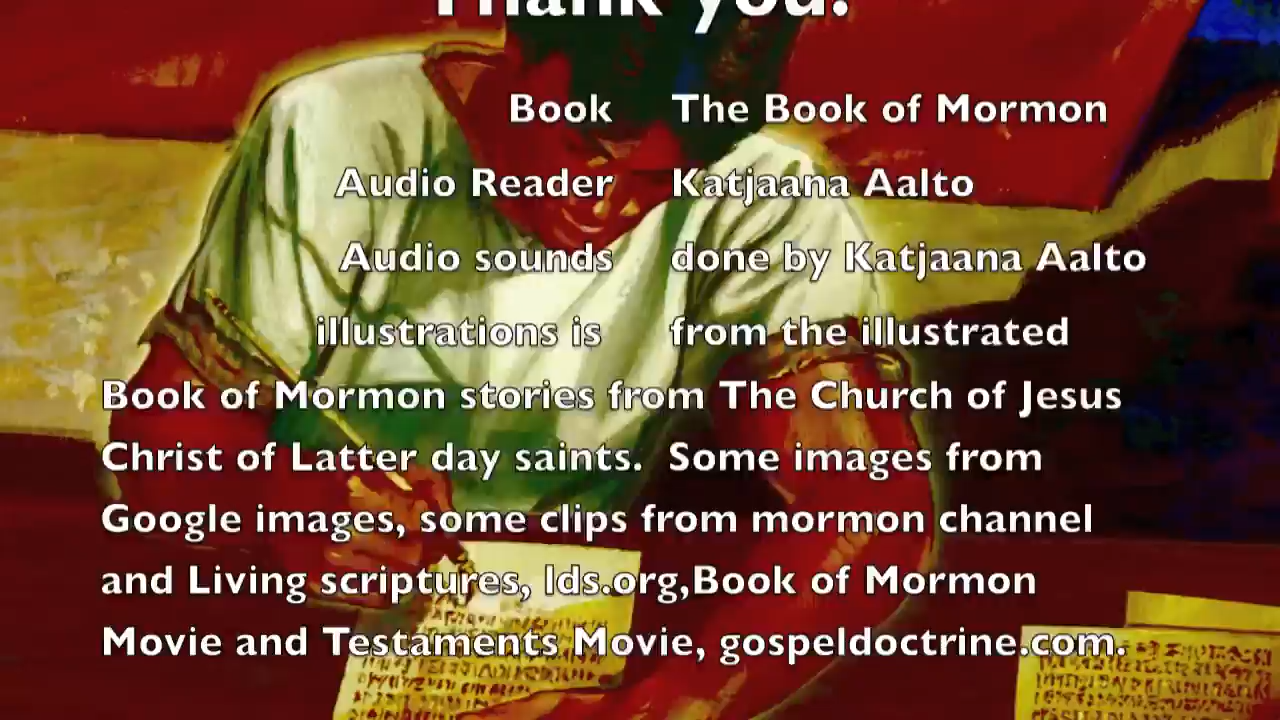 Thank you.
Book The Book of Mormon
Audio Reader Katjaana Aalto
Audio sounds done by Katjaana Aalto
illustrations is from the illustrated
Book of Mormon stories from The Church of Jesus
Christ of Latter day saints. Some images from
Google images, some clips from mormon channel
and Living scriptures, lds.org,Book of Mormon
Movie and Testaments Movie, gospeldoctrine.com.